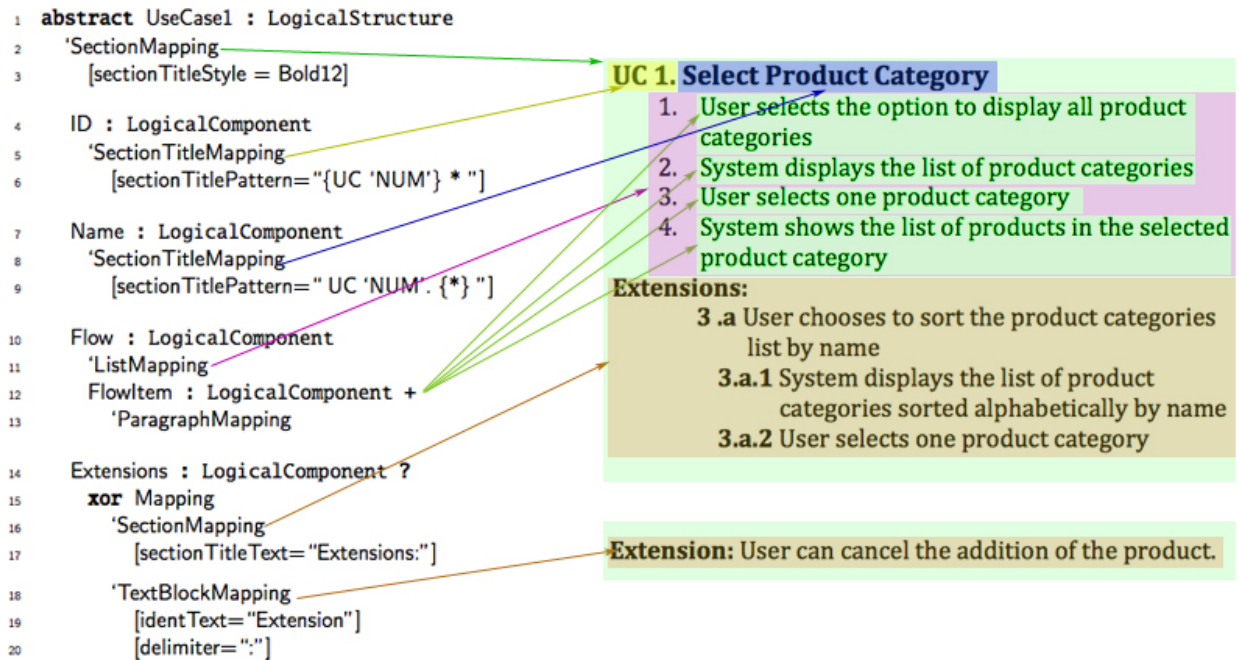 1 abstract UseCase1 : LogicalStructure
2 ‘SectionMapping
3 [sectionTitleStyle = Bold12]
4 ID : LogicalComponent
5 ‘SectionTitleMapping
6 [sectionTitlePattern=“{UC ‘NUM’} * ”]
7 Name : LogicalComponent
8 ‘SectionTitleMapping
9 [sectionTitlePattern=“ UC ‘NUM’. {*} ”]
10 Flow : LogicalComponent
11 ‘ListMapping
12 FlowItem : LogicalComponent +
13 ‘ParagraphMapping
14 Extensions : LogicalComponent ?
15 xor Mapping
16 ‘SectionMapping
17 [sectionTitleText=“Extensions:”]
18 ‘TextBlockMapping
19 [identText=“Extension”]
20 [delimiter=“:”]
UC 1. Select Product Category
1. User selects the option to display all product
categories
2. System displays the list of product categories
3. User selects one product category
4. System shows the list of products in the selected
product category
Extensions:
3 .a User chooses to sort the product categories
list by name
3.a.1 System displays the list of product
categories sorted alphabetically by name
3.a.2 User selects one product category
Extension: User can cancel the addition of the product.